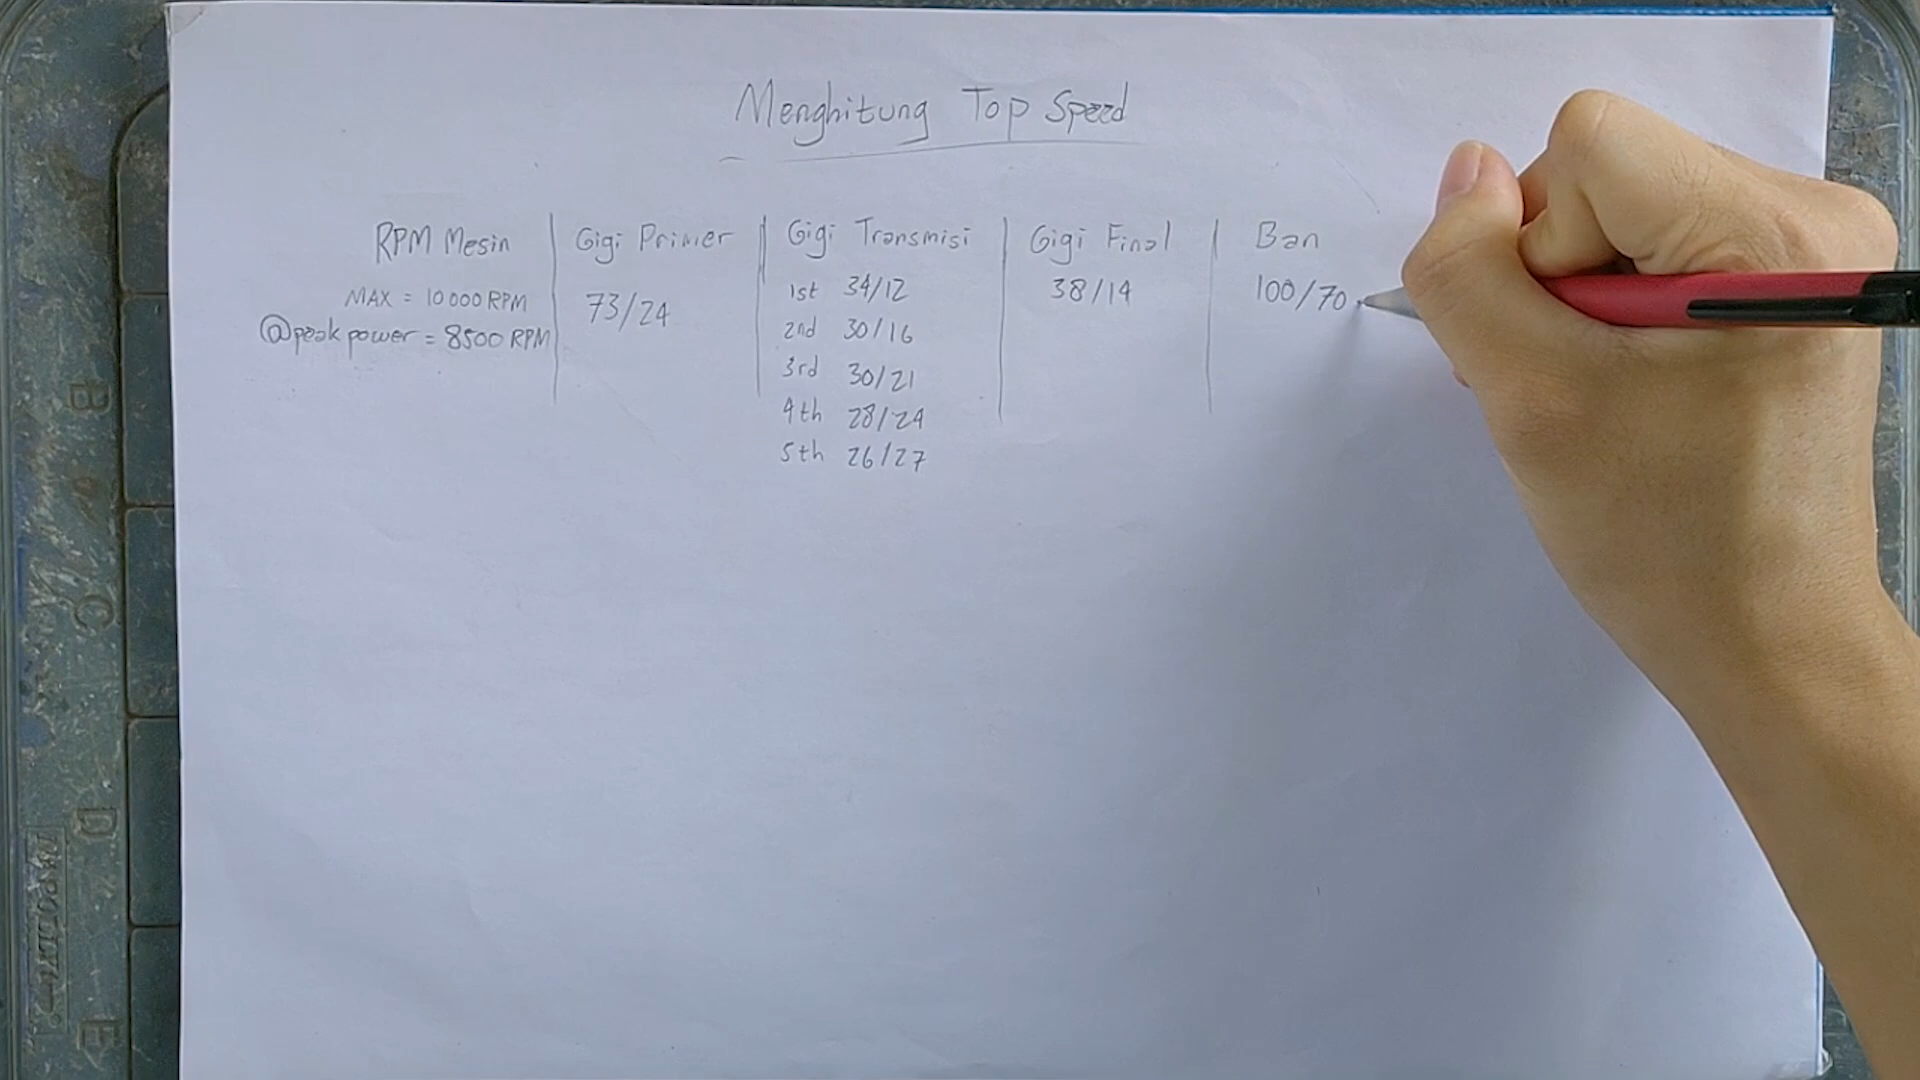 Menghitung Top Speed
RPM Mesin
MAX = 10000 RPM
@peak power = 8500 RPM
Gigi Primer
73/24
Gigi Transmisi
1st 34/12
2nd 30/16
3rd 30/21
4th 28/24
5th 26/27
Gigi Final
38/14
Ban
100/70
A
B
C
D
E